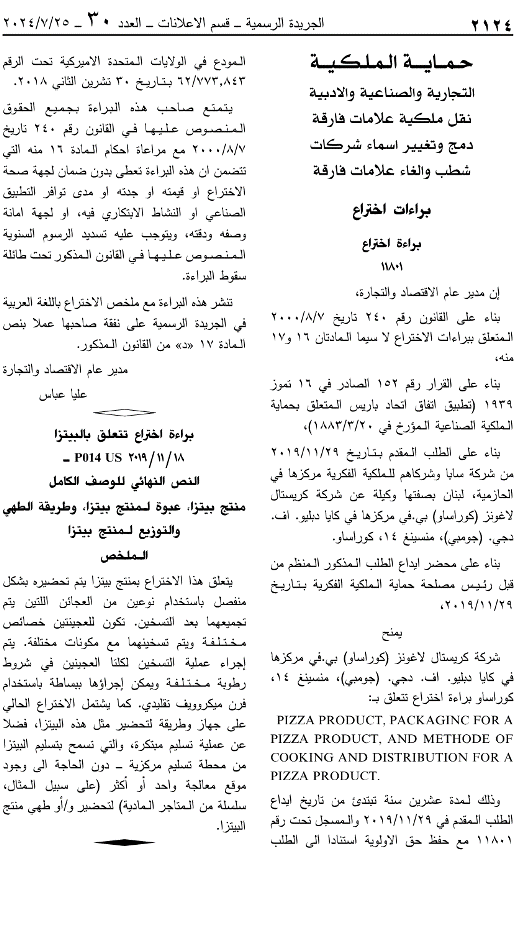 ٢١٢٤
الجريدة الرسمية ــ قسم الاعلانات ــ العدد ٣٠ ــ ٢٠٢٤/٧/٢٥
حمـايـة الـملكيـة
التجارية والصناعية والادبية
نقل ملكية علامات فارقة
دمج وتغيير اسماء شركات
شطب والغاء علامات فارقة
براءات اختراع
براءة اختراع
١١٨٠١
إن مدير عام الاقتصاد والتجارة،
بناء على القانون رقم ٢٤٠ تاريخ ٢٠٠٠/٨/٧
المتعلق ببراءات الاختراع لا سيما المادتان ١٦ و١٧
منه،
بناء على القرار رقم ١٥٢ الصادر في ١٦ تموز
١٩٣٩ (تطبيق اتفاق اتحاد باريس المتعلق بحماية
الملكية الصناعية المؤرخ في ١٨٨٣/٣/٢٠)،
بناء على الطلب المقدم بـتاريخ ٢٠١٩/١١/٢٩
من شركة سابا وشركاهم للملكية الفكرية مركزها في
الحازمية، لبنان بصفتها وكيلة عن شركة كريستال
لاغونز (كوراساو) بي.في مركزها في كايا دبليو. اف.
دجي. (جومبي)، منسينغ ١٤، كوراساو.
بناء على محضر ايداع الطلب المذكور المنظم من
قبل رئيس مصلحة حماية الملكية الفكرية بـتاريخ
٢٠١٩/١١/٢٩،
يمنح
شركة كريستال لاغونز (كوراساو) بي.في مركزها
في كايا دبليو. اف. دجي. (جومبي)، منسينغ ١٤،
كوراساو براءة اختراع تتعلق بـ:
PIZZA PRODUCT, PACKAGINC FOR A
PIZZA PRODUCT, AND METHODE OF
COOKING AND DISTRIBUTION FOR A
PIZZA PRODUCT.
وذلك لمدة عشرين سنة تبتدئ من تاريخ ايداع
الطلب المقدم في ٢٠١٩/١١/٢٩ والمسجل تحت رقم
١١٨٠١ مع حفظ حق الاولوية استنادا الى الطلب
المودع في الولايات المتحدة الاميركية تحت الرقم
٦٢/٧٧٣,٨٤٣ بـتاريخ ٣٠ تشرين الثاني ٢٠١٨.
يتمتع صاحب هذه البراءة بجميع الحقوق
المنصوص عليها في القانون رقم ٢٤٠ تاريخ
٢٠٠٠/٨/٧ مع مراعاة احكام المادة ١٦ منه التي
تتضمن ان هذه البراءة تعطى بدون ضمان لجهة صحة
الاختراع او قيمته او جدته او مدى توافر التطبيق
الصناعي او النشاط الابتكاري فيه، او لجهة امانة
وصفه ودقته، ويتوجب عليه تسديد الرسوم السنوية
المنصوص عليها في القانون المذكور تحت طائلة
سقوط البراءة.
تنشر هذه البراءة مع ملخص الاختراع باللغة العربية
في الجريدة الرسمية على نفقة صاحبها عملا بنص
المادة ١٧ «د» من القانون المذكور.
مدير عام الاقتصاد والتجارة
عليا عباس
براءة اختراع تتعلق بالبيتزا
٢٠١٩/١١/١٨ P014 US ــ
النص النهائي للوصف الكامل
منتج بيتزا، عبوة لـمنتج بيتزا، وطريقة الطهي
والتوزيع لـمنتج بيتزا
الـملخص
يتعلق هذا الاختراع بمنتج بيتزا يتم تحضيره بشكل
منفصل باستخدام نوعين من العجائن اللتين يتم
تجميعهما بعد التسخين. تكون للعجينتين خصائص
مختلفة ويتم تسخينهما مع مكونات مختلفة. يتم
إجراء عملية التسخين لكلتا العجينين في شروط
رطوبة مختلفة ويمكن إجراؤها ببساطة باستخدام
فرن ميكروويف تقليدي. كما يشتمل الاختراع الحالي
على جهاز وطريقة لتحضير مثل هذه البيتزا، فضلا
عن عملية تسليم مبتكرة، والتي تسمح بتسليم البيتزا
من محطة تسليم مركزية ــ دون الحاجة الى وجود
موقع معالجة واحد أو أكثر (على سبيل المثال،
سلسلة من المتاجر المادية) لتحضير و/أو طهي منتج
البيتزا.